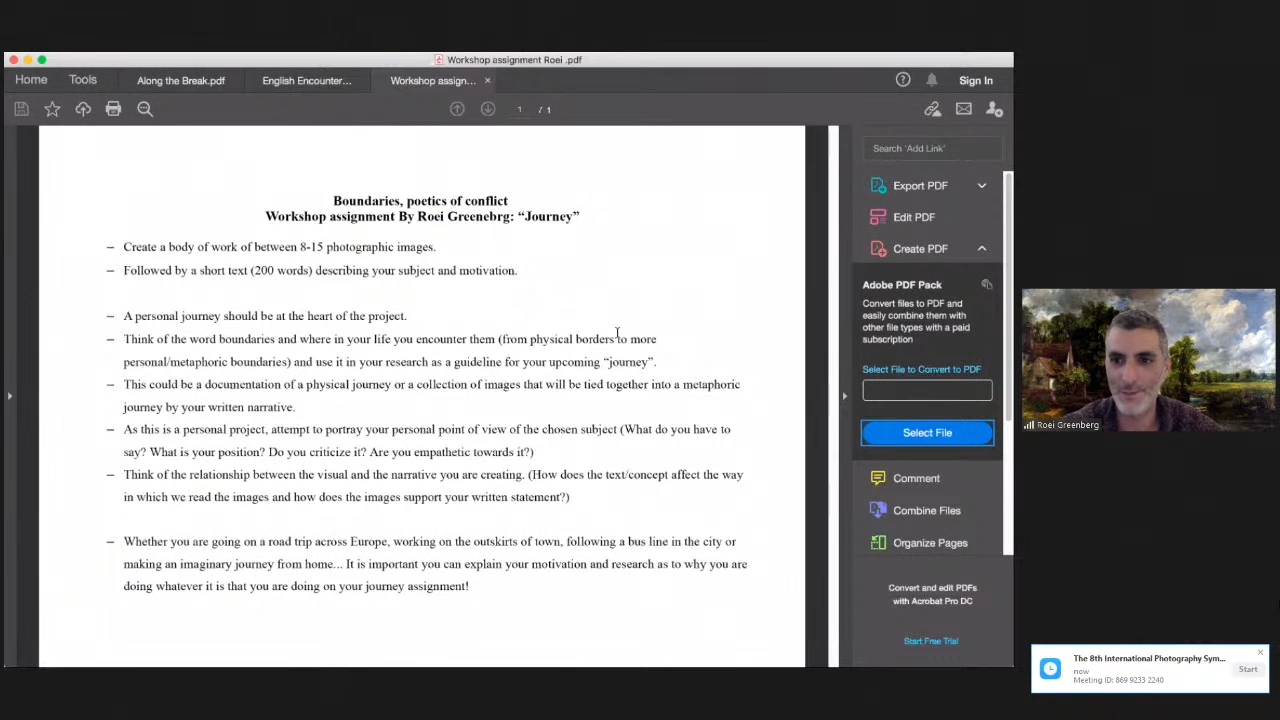 Workshop assignment Roei .pdf
Home
Tools
Along the Break.pdf
English Encounter...
Workshop assign...
Sign In
1
/ 1
Boundaries, poetics of conflict
Workshop assignment By Roei Greenebrg: “Journey”
– Create a body of work of between 8-15 photographic images.
– Followed by a short text (200 words) describing your subject and motivation.
– A personal journey should be at the heart of the project.
– Think of the word boundaries and where in your life you encounter them (from physical borders to more
personal/metaphoric boundaries) and use it in your research as a guideline for your upcoming “journey”.
– This could be a documentation of a physical journey or a collection of images that will be tied together into a metaphoric
journey by your written narrative.
– As this is a personal project, attempt to portray your personal point of view of the chosen subject (What do you have to
say? What is your position? Do you criticize it? Are you empathetic towards it?)
– Think of the relationship between the visual and the narrative you are creating. (How does the text/concept affect the way
in which we read the images and how does the images support your written statement?)
– Whether you are going on a road trip across Europe, working on the outskirts of town, following a bus line in the city or
making an imaginary journey from home... It is important you can explain your motivation and research as to why you are
doing whatever it is that you are doing on your journey assignment!
Search 'Add Link'
Export PDF
Edit PDF
Create PDF
Adobe PDF Pack
Convert files to PDF and
easily combine them with
other file types with a paid
subscription
Select File to Convert to PDF
Select File
Comment
Combine Files
Organize Pages
Convert and edit PDFs
with Acrobat Pro DC
Start Free Trial
Roei Greenberg
The 8th International Photography Sym...
now
Meeting ID: 869 9233 2240
Start